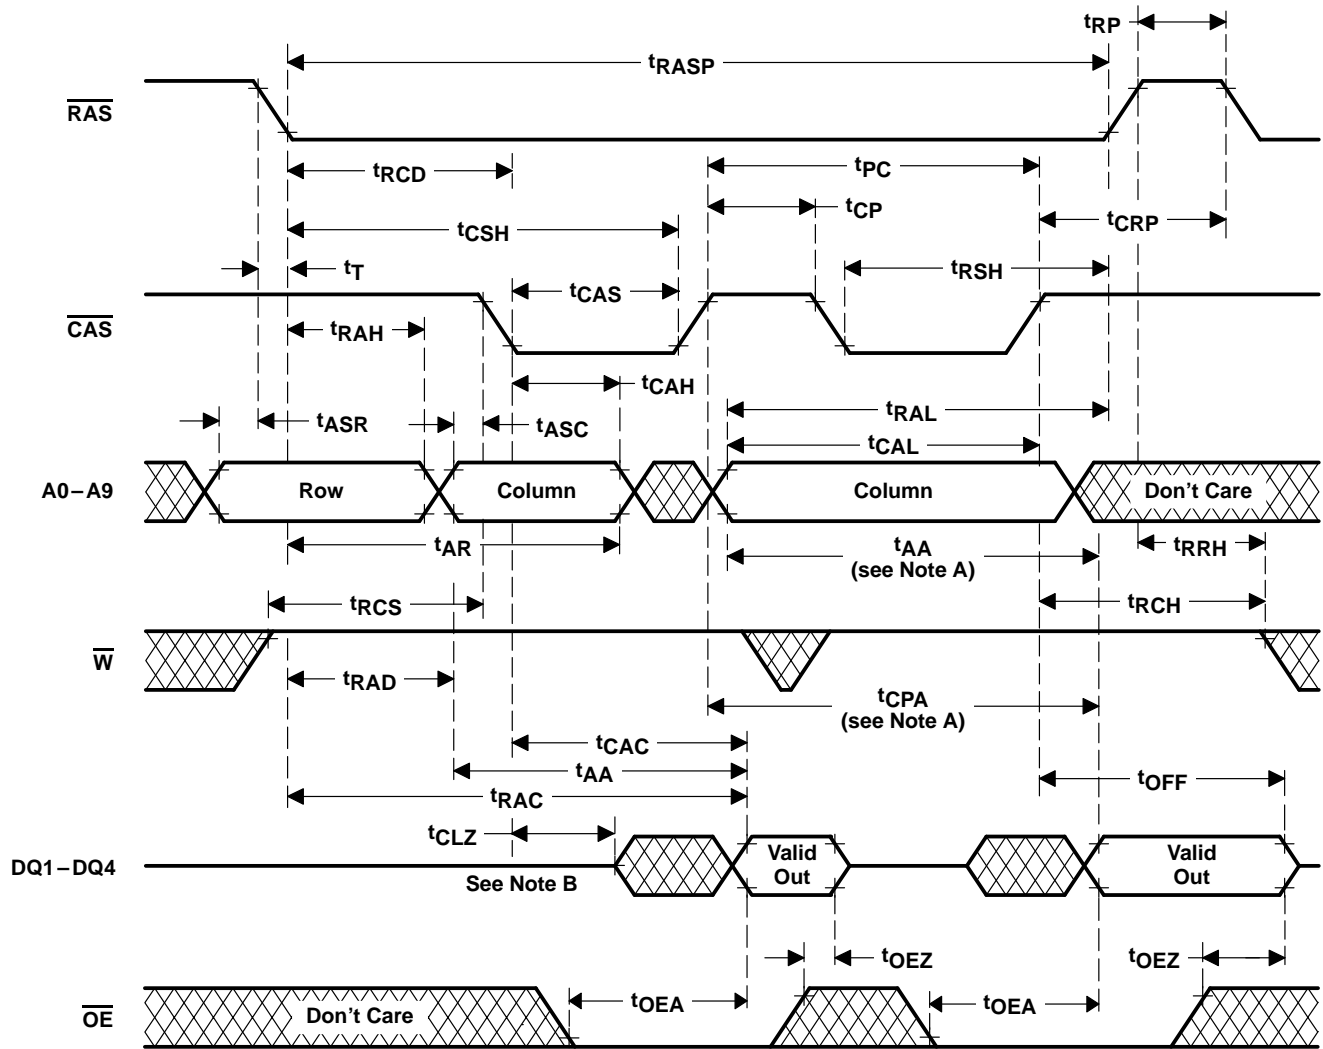 tRP
tRASP
RAS
tRCD
tPC
tCP
tCRP
tCSH
tT
tRSH
tCAS
CAS
tRAH
tCAH
tRAL
tASR
tASC
tCAL
A0–A9
Row
Column
Column
Don't Care
tAR
tAA
(see Note A)
tRRH
tRCS
tRCH
W
tRAD
tCPA
(see Note A)
tCAC
tAA
tOFF
tRAC
tCLZ
DQ1–DQ4
See Note B
Valid
Out
Valid
Out
tOEZ
tOEZ
OE
Don't Care
tOEA
tOEA